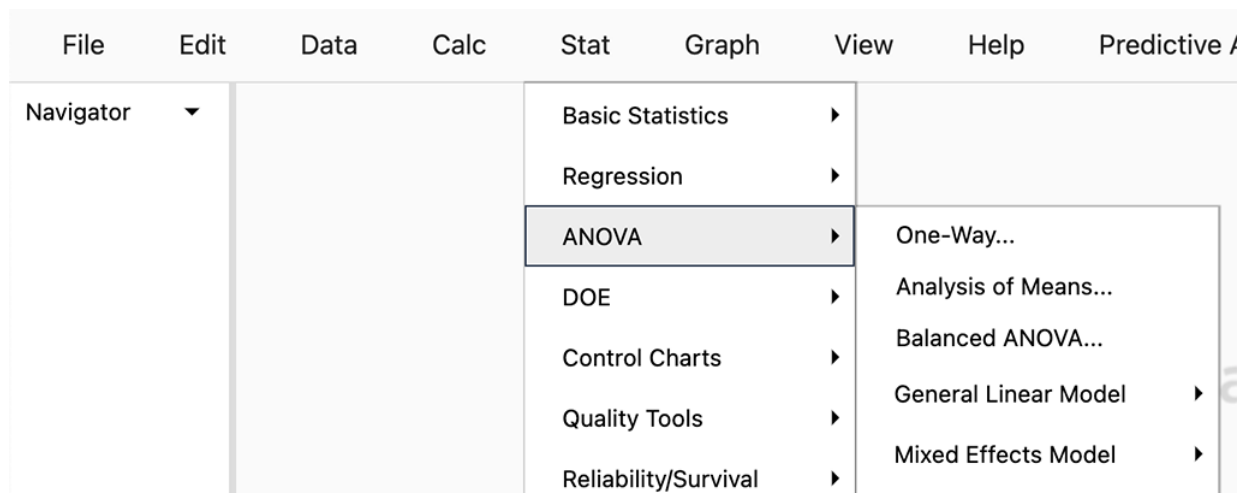 File Edit Data Calc Stat Graph View Help Predictive
Navigator
Basic Statistics
Regression
ANOVA
DOE
Control Charts
Quality Tools
Reliability/Survival
One-Way...
Analysis of Means...
Balanced ANOVA...
General Linear Model
Mixed Effects Model